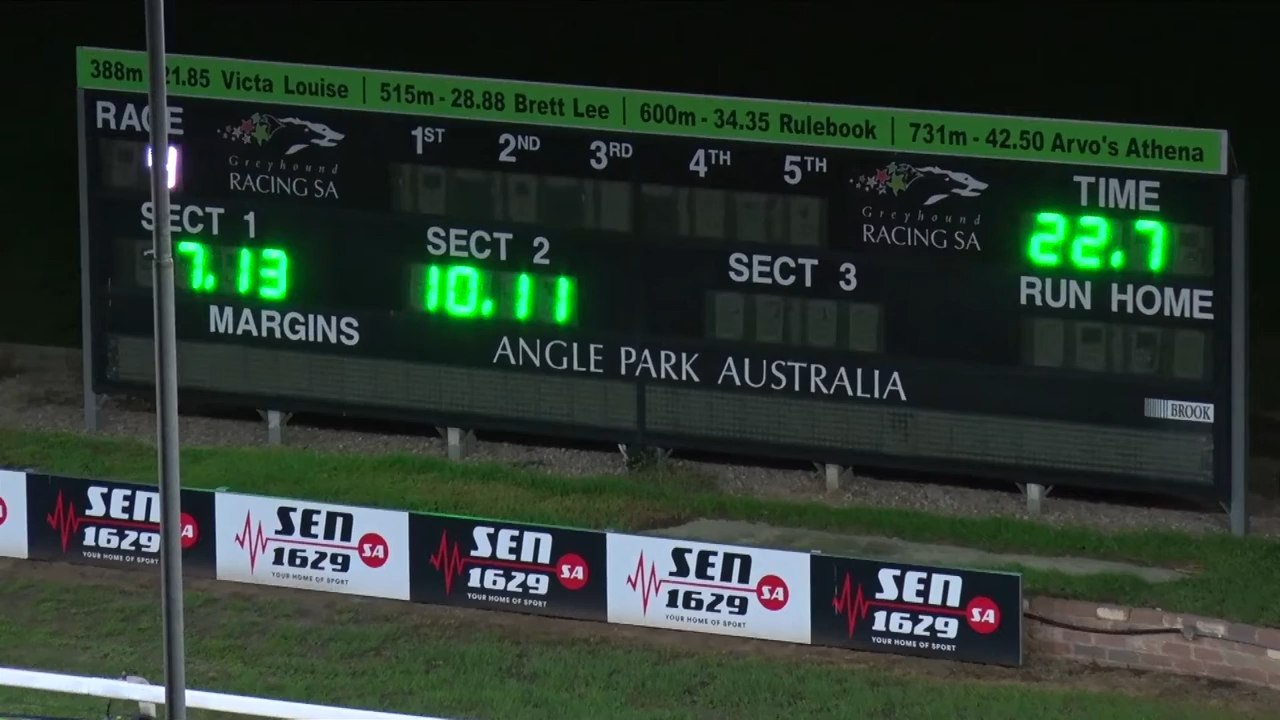 388m 21.85 Victa Louise | 515m - 28.88 Brett Lee | 600m - 34.35 Rulebook | 731m - 42.50 Arvo's Athena
RACE
Greyhound
RACING SA
1ST 2ND 3RD 4TH 5TH
Greyhound
RACING SA
TIME
22.7
SECT 1
7.13
SECT 2
10.11
SECT 3
RUN HOME
MARGINS
ANGLE PARK AUSTRALIA
BROOK
SEN
1629
SA
YOUR HOME OF SPORT
SEN
1629
SA
YOUR HOME OF SPORT
SEN
1629
SA
YOUR HOME OF SPORT
SEN
1629
SA
YOUR HOME OF SPORT
SEN
1629
SA
YOUR HOME OF SPORT